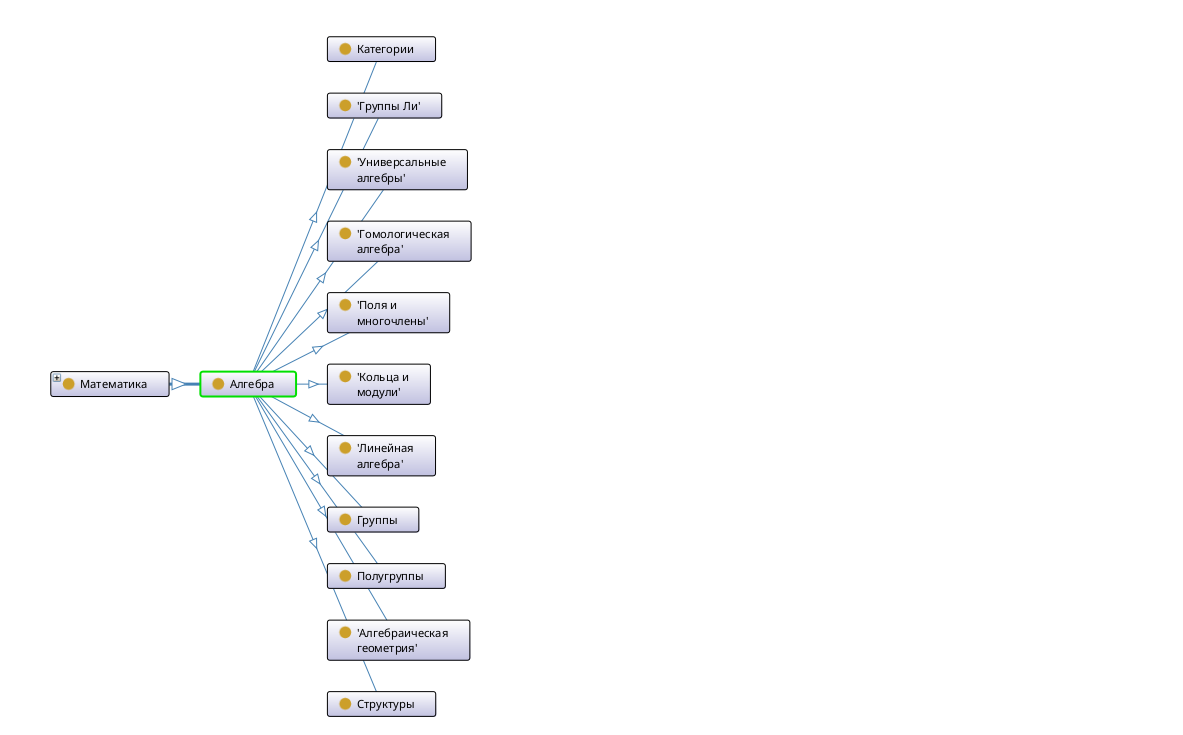 Категории
'Группы Ли'
'Универсальные
алгебры'
'Гомологическая
алгебра'
'Поля и
многочлены'
Математика
Алгебра
'Кольца и
модули'
'Линейная
алгебра'
Группы
Полугруппы
'Алгебраическая
геометрия'
Структуры